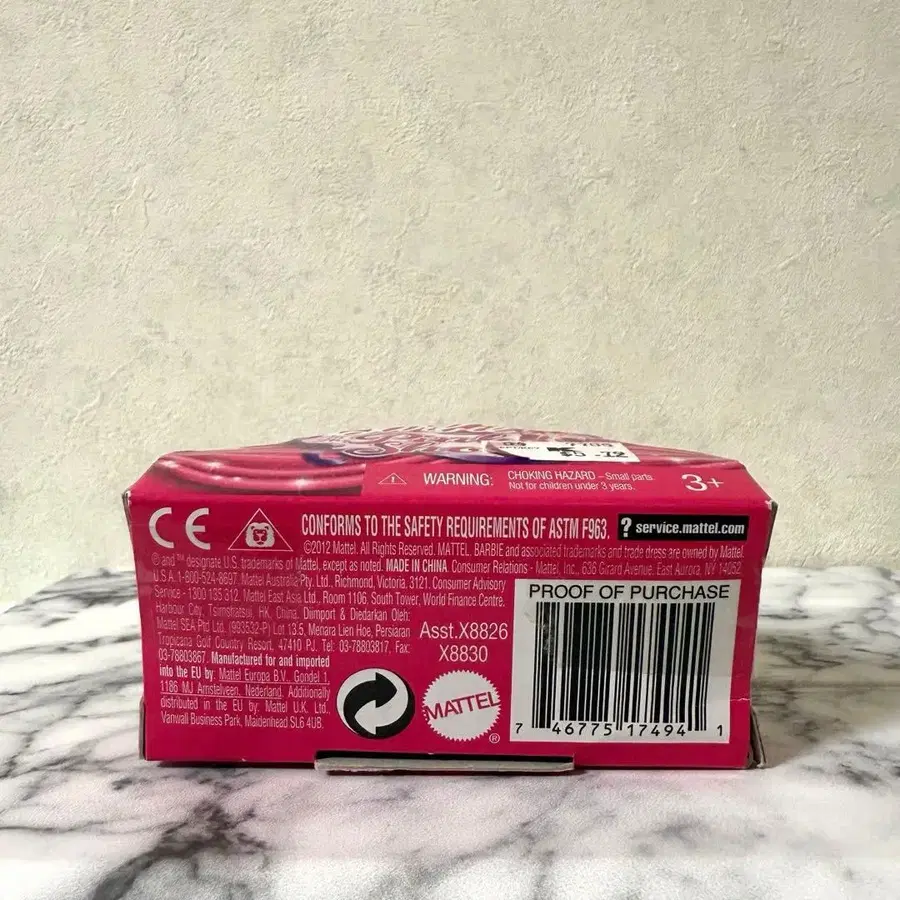 $5 .72
WARNING: CHOKING HAZARD – Small parts.
Not for children under 3 years.
3+
CE
CONFORMS TO THE SAFETY REQUIREMENTS OF ASTM F963.
? service.mattel.com
©2012 Mattel. All Rights Reserved. MATTEL, BARBIE and associated trademarks and trade dress are owned by Mattel.
® and ™ designate U.S. trademarks of Mattel, except as noted. MADE IN CHINA. Consumer Relations - Mattel, Inc., 636 Girard Avenue, East Aurora, NY 14052
U.S.A. 1-800-524-8697. Mattel Australia Pty. Ltd., Richmond, Victoria. 3121. Consumer Advisory
Service - 1300 135 312. Mattel East Asia Ltd., Room 1106, South Tower, World Finance Centre,
Harbour City, Tsimshatsui, HK, China. Diimport & Diedarkan Oleh:
Mattel SEA Pte Ltd. (993532-P) Lot 13.5, Menara Lien Hoe, Persiaran
Tropicana Golf Country Resort, 47410 PJ. Tel: 03-78803817, Fax:
03-78803867. Manufactured for and imported
into the EU by: Mattel Europa B.V., Gondel 1,
1186 MJ Amstelveen, Nederland. Additionally
distributed in the EU by: Mattel U.K. Ltd.,
Vanwall Business Park, Maidenhead SL6 4UB.
Asst.X8826
X8830
MATTEL
®
PROOF OF PURCHASE
7 46775 17494 1